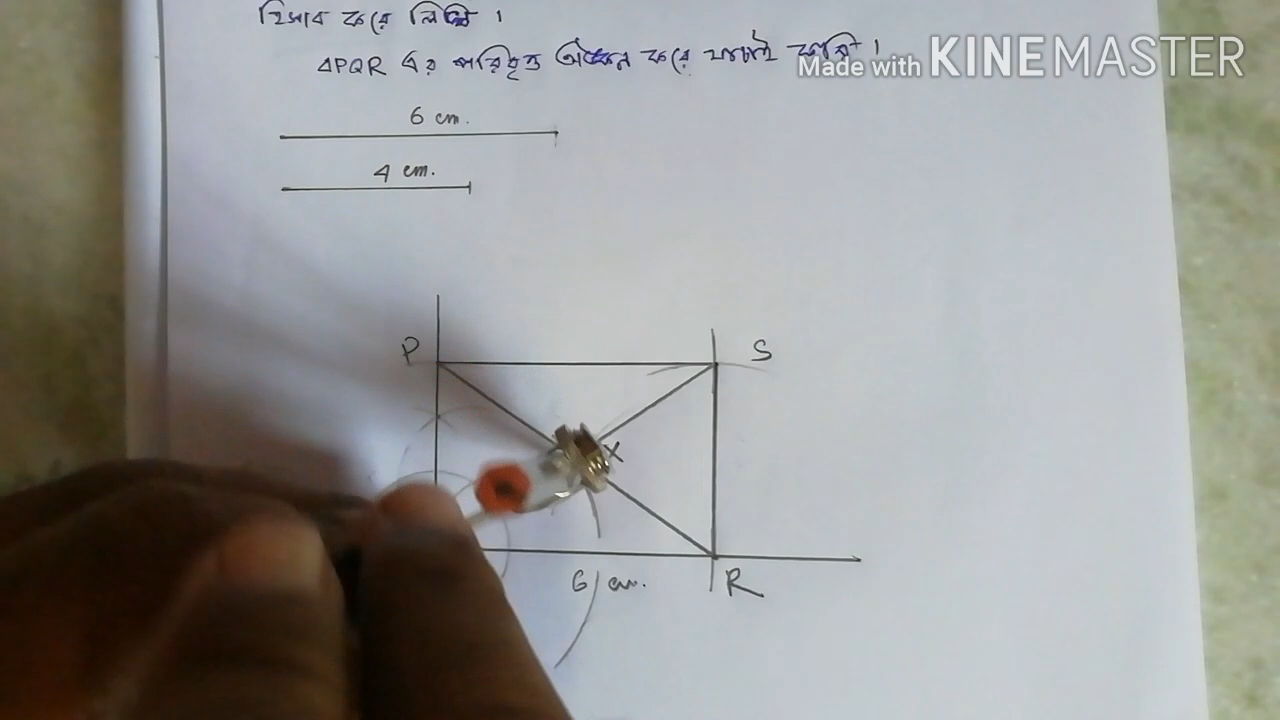 হিসাব করে লিখি ।
ΔPQR এর পরিবৃত্ত অঙ্কন করে যাচাই করি ।
Made with KINEMASTER
6 cm.
4 cm.
P
S
X
6 cm.
R